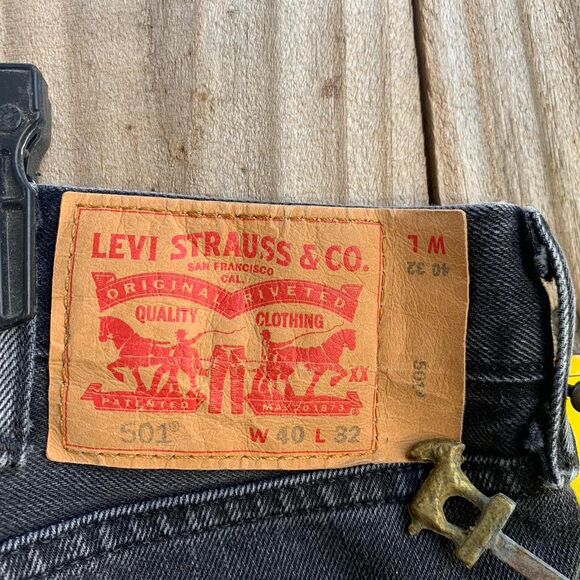 LEVI STRAUSS & CO.
SAN FRANCISCO
CAL.
ORIGINAL RIVETED
QUALITY CLOTHING
XX
PATENTED MAY 20 1873
®
501®
W 40 L 32
W L
40 32